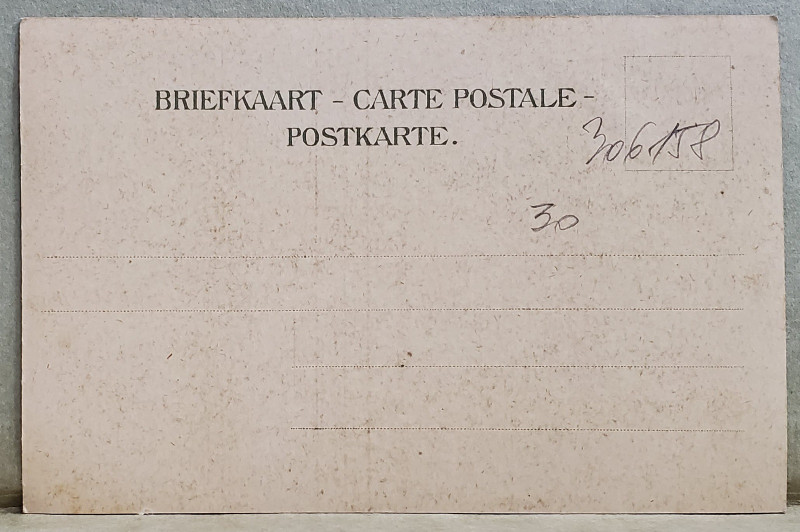 BRIEFKAART - CARTE POSTALE -
POSTKARTE.
306158
30